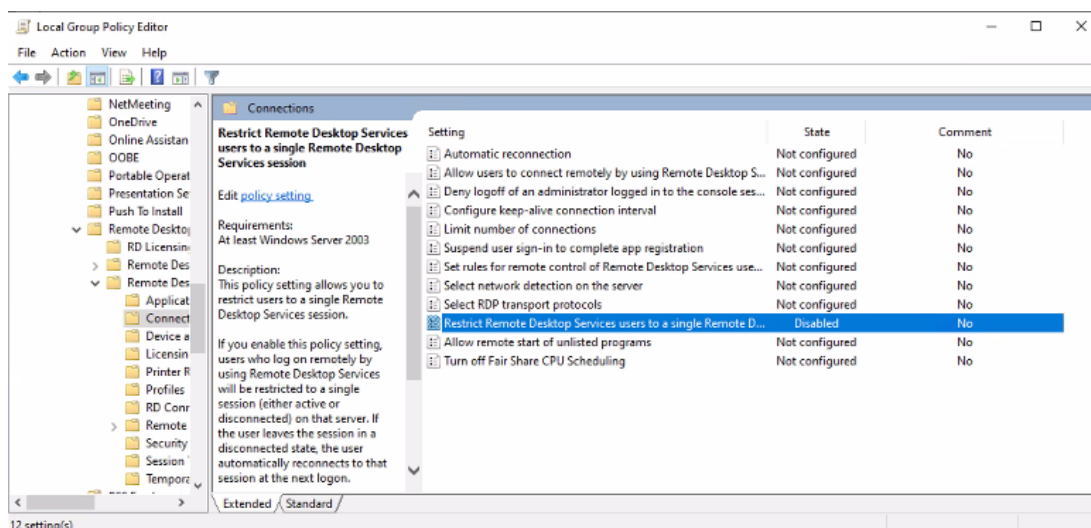 Local Group Policy Editor
File Action View Help
NetMeeting
OneDrive
Online Assistan
OOBE
Portable Operat
Presentation Se
Push To Install
Remote Desktop
RD Licensin
Remote Des
Remote Des
Applicat
Connect
Device a
Licensin
Printer R
Profiles
RD Conr
Remote
Security
Session
Tempora
Connections
Restrict Remote Desktop Services
users to a single Remote Desktop
Services session
Edit policy setting
Requirements:
At least Windows Server 2003
Description:
This policy setting allows you to
restrict users to a single Remote
Desktop Services session.
If you enable this policy setting,
users who log on remotely by
using Remote Desktop Services
will be restricted to a single
session (either active or
disconnected) on that server. If
the user leaves the session in a
disconnected state, the user
automatically reconnects to that
session at the next logon.
Setting State Comment
Automatic reconnection Not configured No
Allow users to connect remotely by using Remote Desktop S... Not configured No
Deny logoff of an administrator logged in to the console ses... Not configured No
Configure keep-alive connection interval Not configured No
Limit number of connections Not configured No
Suspend user sign-in to complete app registration Not configured No
Set rules for remote control of Remote Desktop Services use... Not configured No
Select network detection on the server Not configured No
Select RDP transport protocols Not configured No
Restrict Remote Desktop Services users to a single Remote D... Disabled No
Allow remote start of unlisted programs Not configured No
Turn off Fair Share CPU Scheduling Not configured No
Extended Standard
12 setting(s)